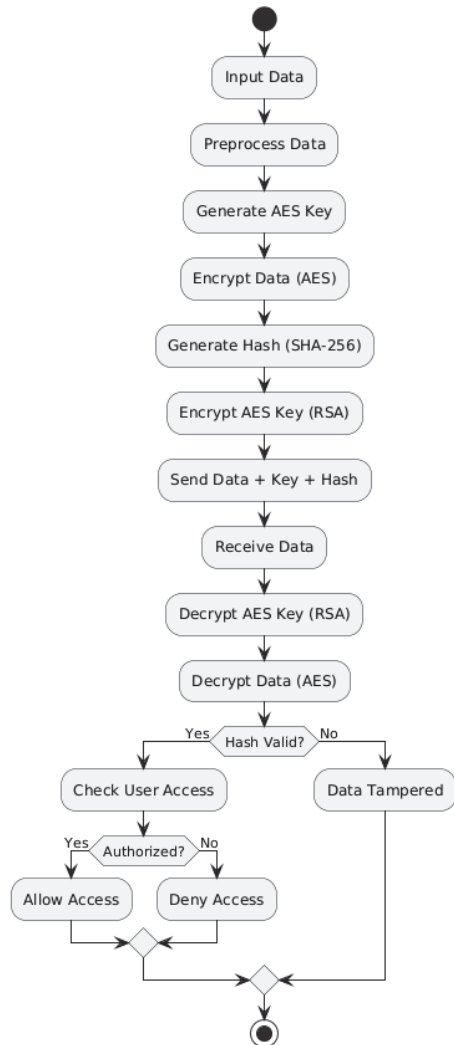 Input Data
Preprocess Data
Generate AES Key
Encrypt Data (AES)
Generate Hash (SHA-256)
Encrypt AES Key (RSA)
Send Data + Key + Hash
Receive Data
Decrypt AES Key (RSA)
Decrypt Data (AES)
Yes
Hash Valid?
No
Check User Access
Data Tampered
Yes
Authorized?
No
Allow Access
Deny Access